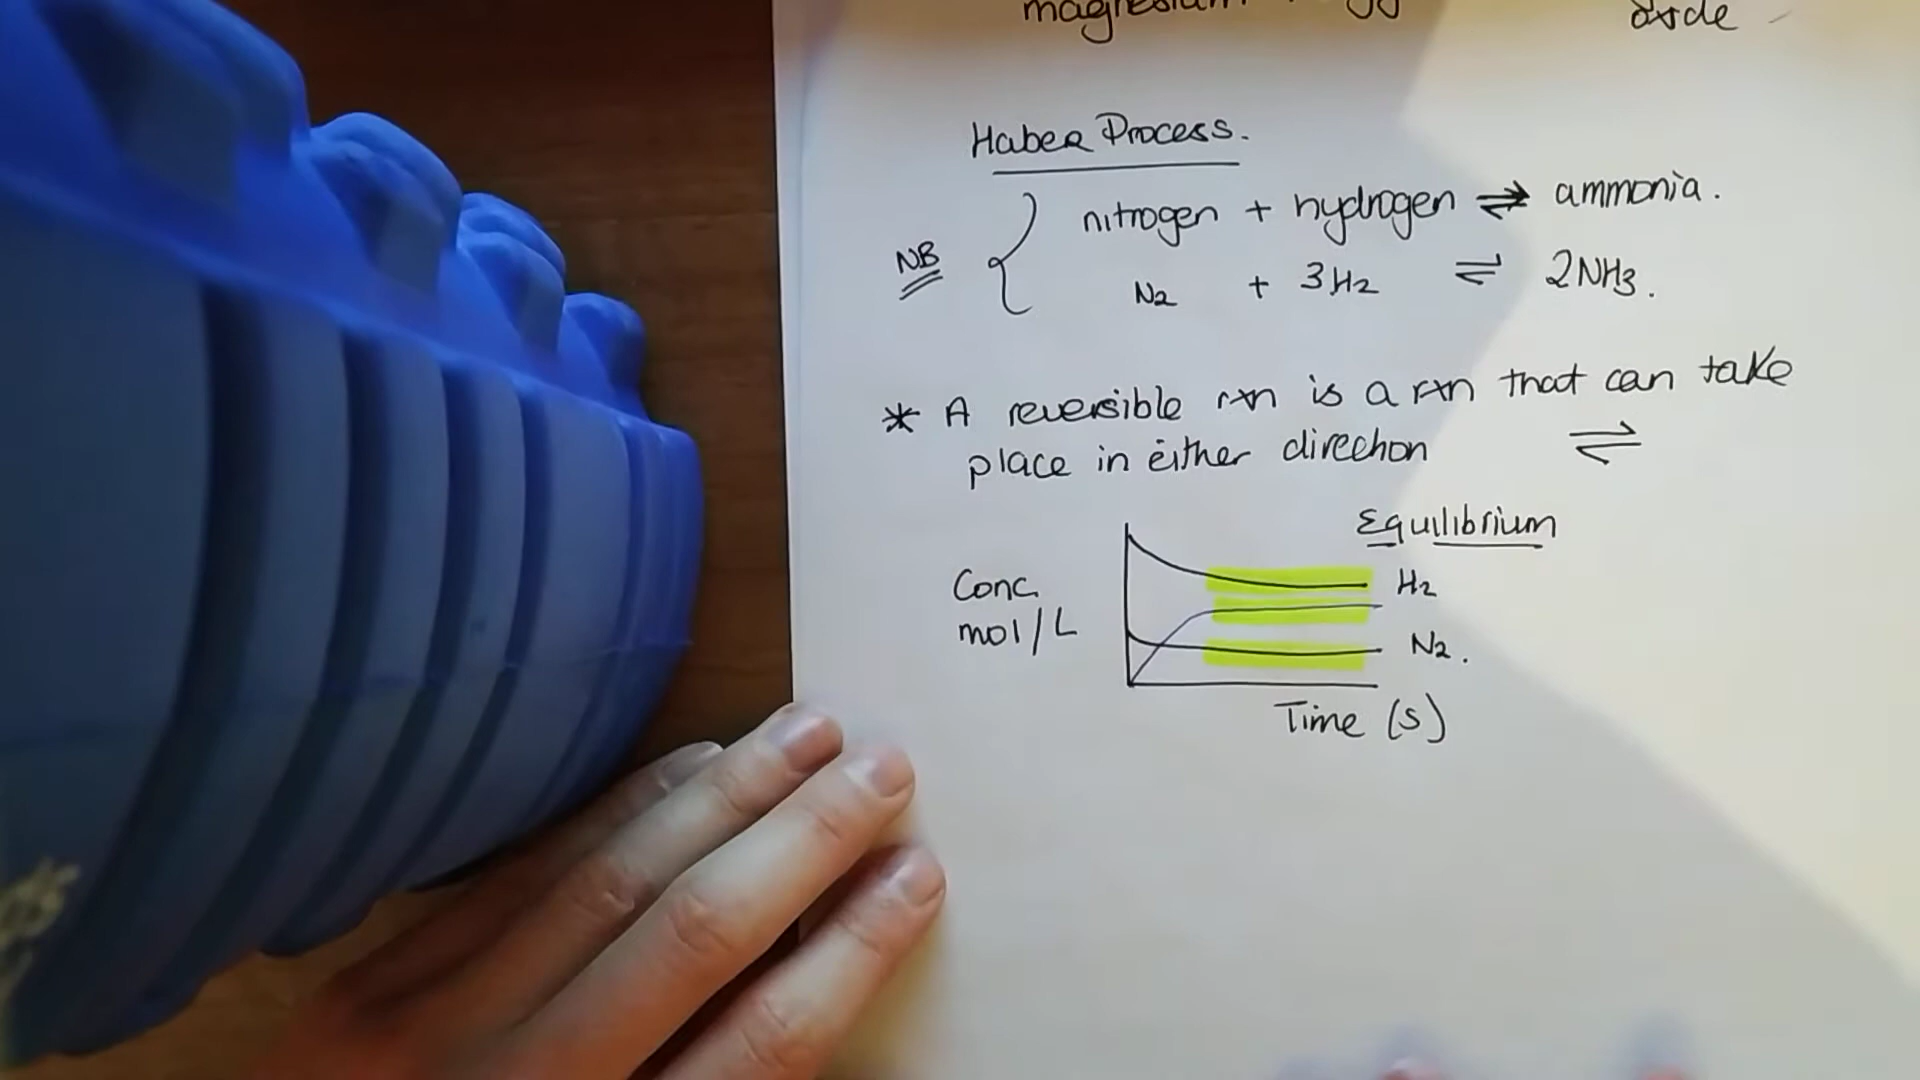 magnesium
oxide
Haber Process.
nitrogen + hydrogen ⇌ ammonia.
NB
N2 + 3H2 ⇌ 2NH3.
* A reversible rxn is a rxn that can take
place in either direction ⇌
Equilibrium
Conc
mol/L
H2
N2.
Time (s)